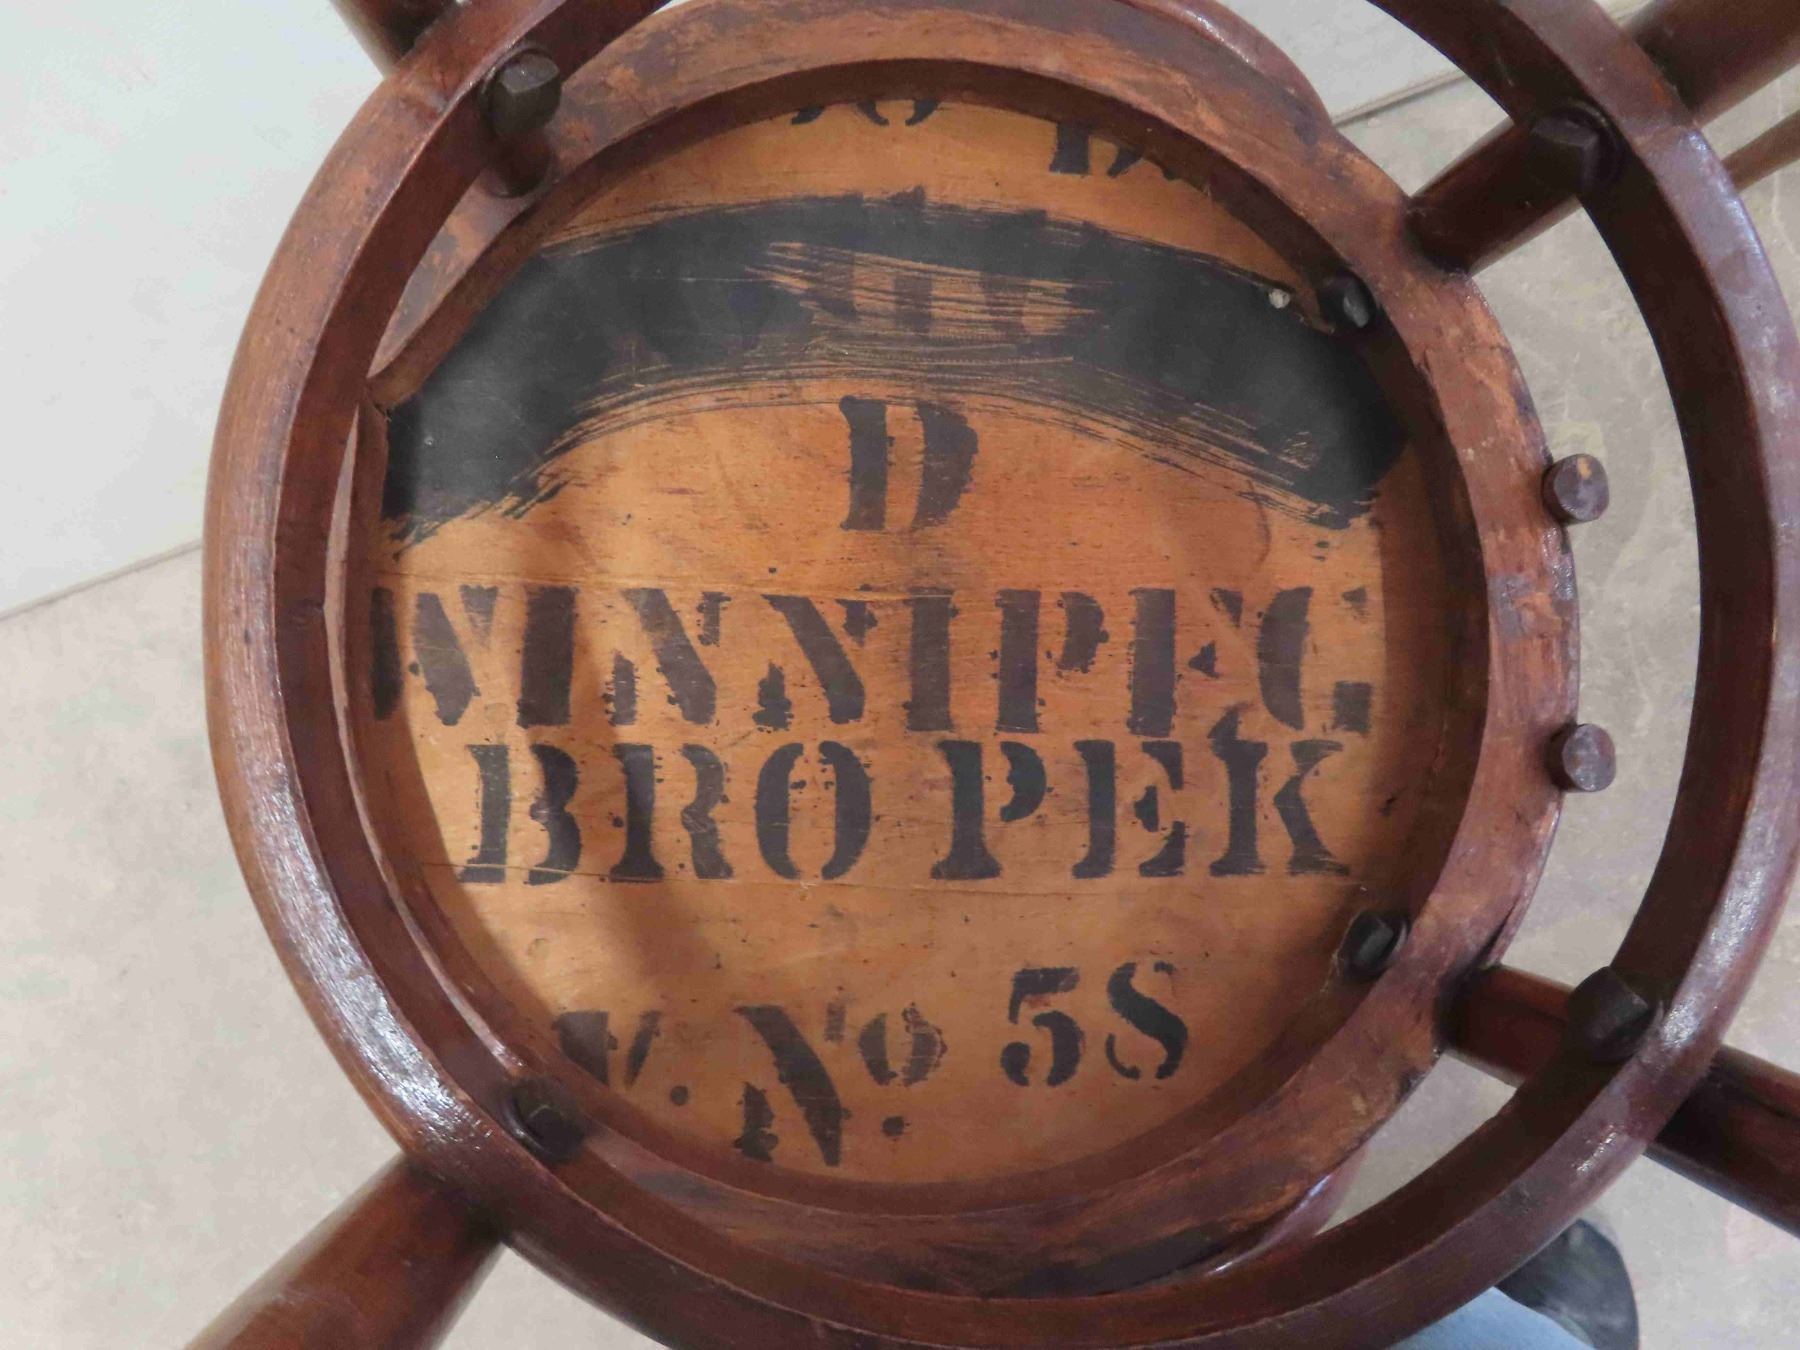 D
WINNIPEG
BRO PEK
V. No. 58